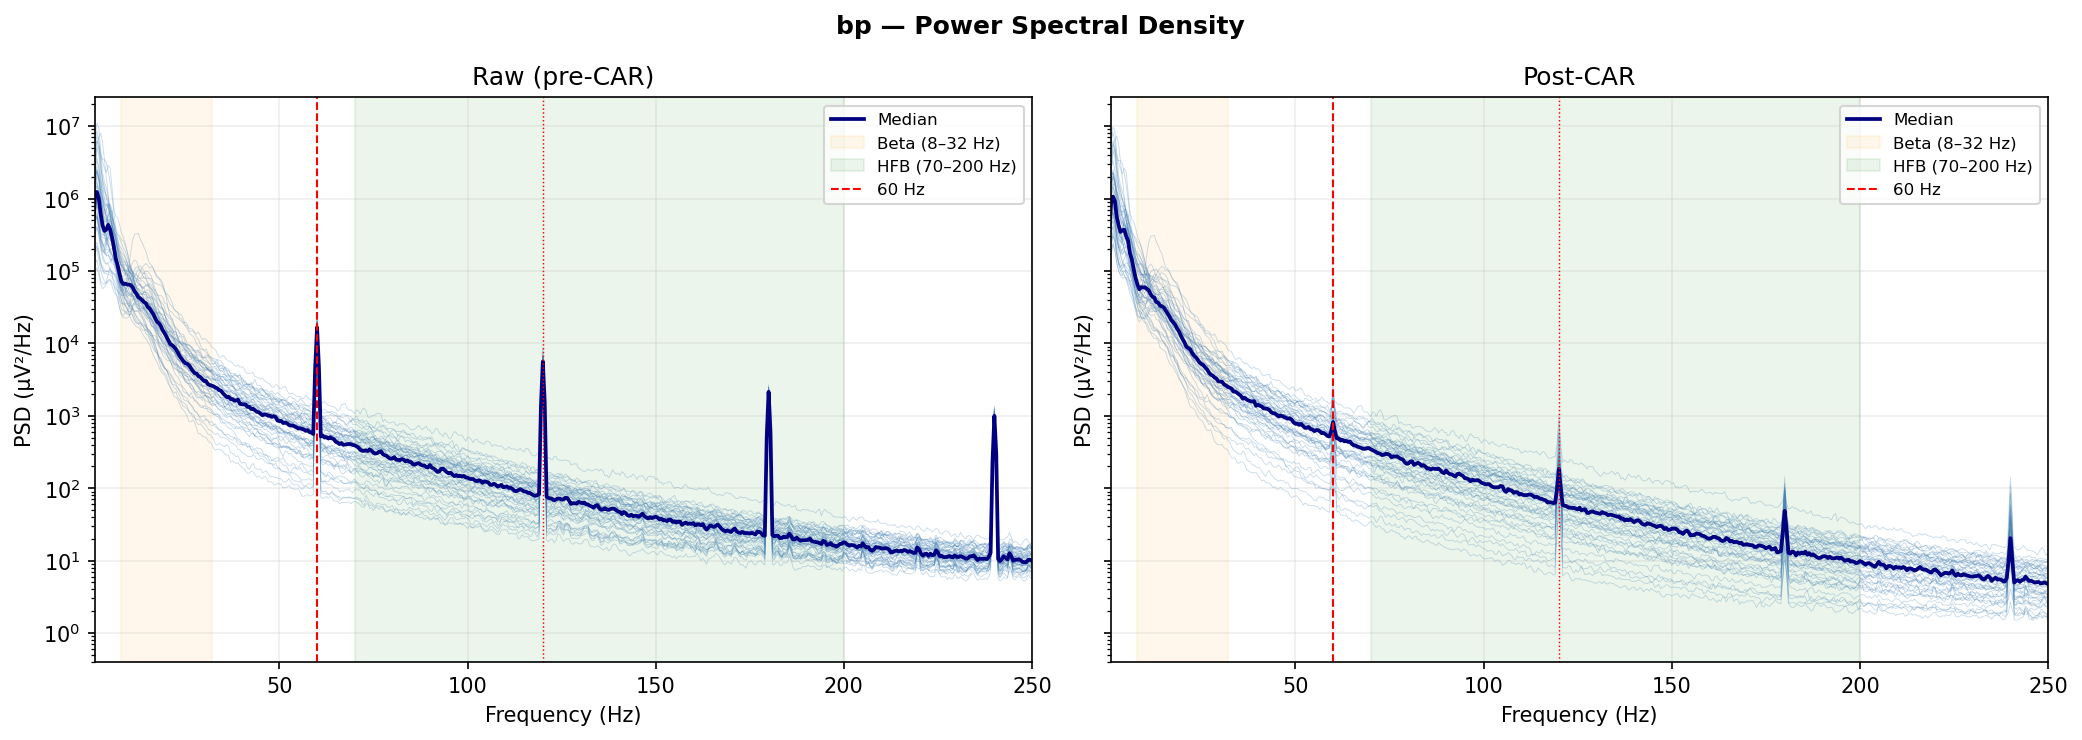 bp — Power Spectral Density
Raw (pre-CAR)
PSD (µV²/Hz)
10⁷
10⁶
10⁵
10⁴
10³
10²
10¹
10⁰
Median
Beta (8–32 Hz)
HFB (70–200 Hz)
60 Hz
50
100
150
200
250
Frequency (Hz)
Post-CAR
PSD (µV²/Hz)
Median
Beta (8–32 Hz)
HFB (70–200 Hz)
60 Hz
50
100
150
200
250
Frequency (Hz)